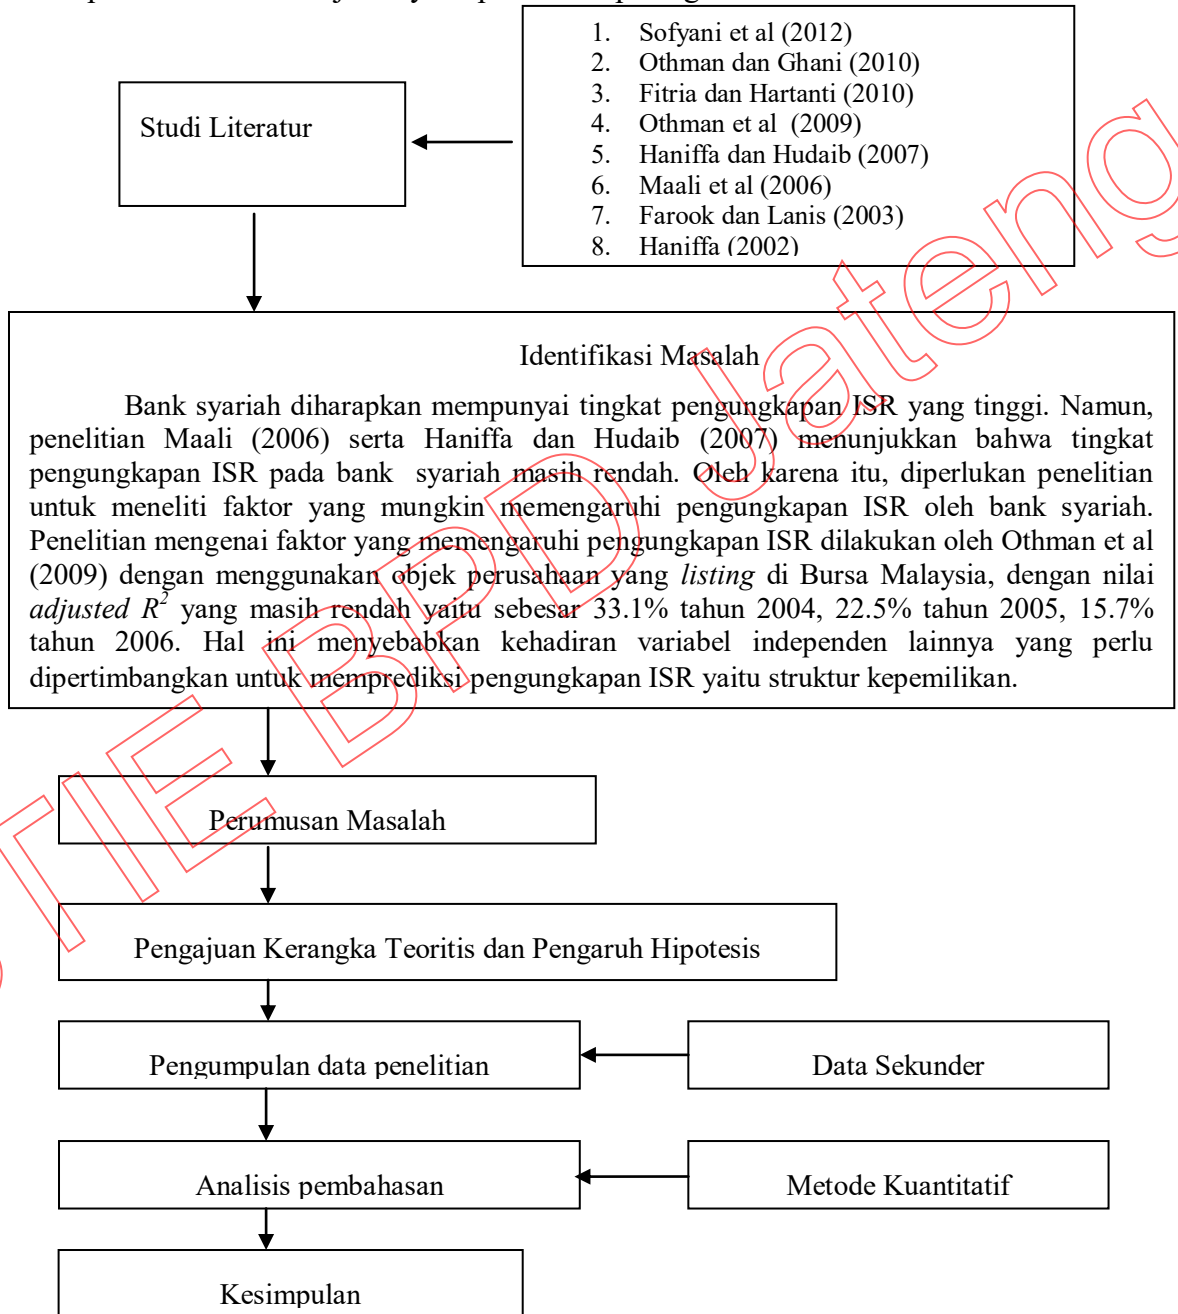 1. Sofyani et al (2012)
2. Othman dan Ghani (2010)
3. Fitria dan Hartanti (2010)
4. Othman et al (2009)
5. Haniffa dan Hudaib (2007)
6. Maali et al (2006)
7. Farook dan Lanis (2003)
8. Haniffa (2002)
Studi Literatur
Identifikasi Masalah
Bank syariah diharapkan mempunyai tingkat pengungkapan ISR yang tinggi. Namun,
penelitian Maali (2006) serta Haniffa dan Hudaib (2007) menunjukkan bahwa tingkat
pengungkapan ISR pada bank syariah masih rendah. Oleh karena itu, diperlukan penelitian
untuk meneliti faktor yang mungkin memengaruhi pengungkapan ISR oleh bank syariah.
Penelitian mengenai faktor yang memengaruhi pengungkapan ISR dilakukan oleh Othman et al
(2009) dengan menggunakan objek perusahaan yang listing di Bursa Malaysia, dengan nilai
adjusted R² yang masih rendah yaitu sebesar 33.1% tahun 2004, 22.5% tahun 2005, 15.7%
tahun 2006. Hal ini menyebabkan kehadiran variabel independen lainnya yang perlu
dipertimbangkan untuk memprediksi pengungkapan ISR yaitu struktur kepemilikan.
Perumusan Masalah
Pengajuan Kerangka Teoritis dan Pengaruh Hipotesis
Pengumpulan data penelitian
Data Sekunder
Analisis pembahasan
Metode Kuantitatif
Kesimpulan
TIE BPD Jateng